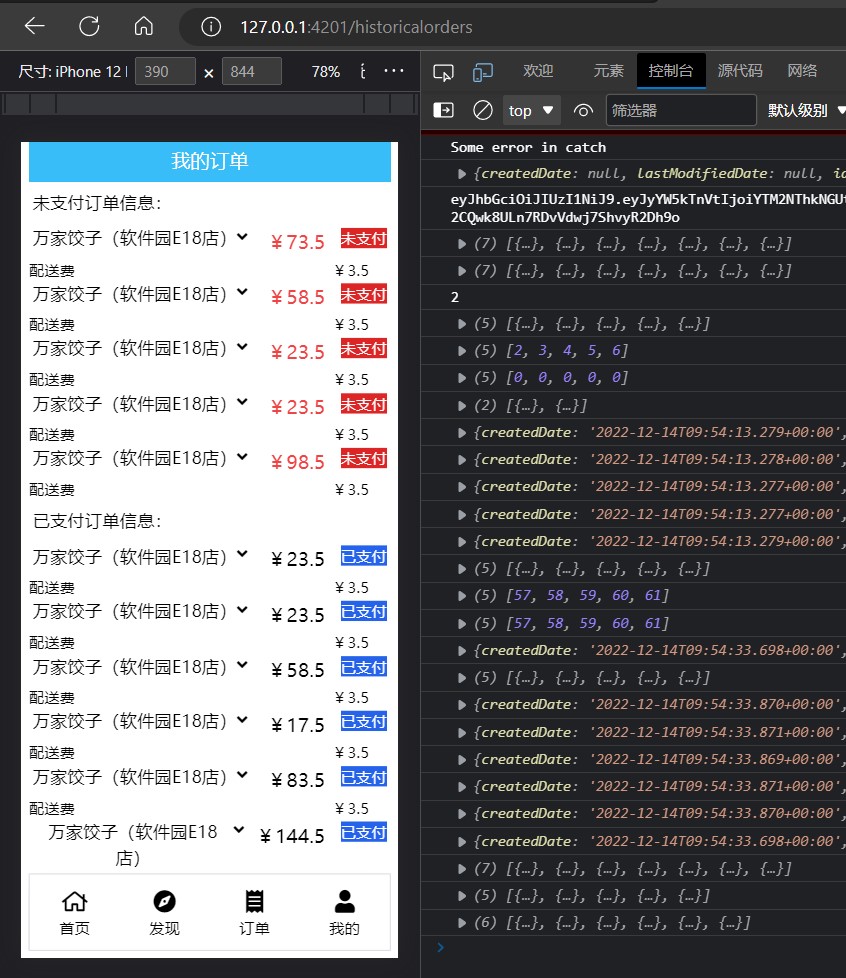 127.0.0.1:4201/historicalorders
尺寸: iPhone 12 390 × 844 78%
我的订单
未支付订单信息：
万家饺子（软件园E18店） ¥ 73.5 未支付
配送费 ¥ 3.5
万家饺子（软件园E18店） ¥ 58.5 未支付
配送费 ¥ 3.5
万家饺子（软件园E18店） ¥ 23.5 未支付
配送费 ¥ 3.5
万家饺子（软件园E18店） ¥ 23.5 未支付
配送费 ¥ 3.5
万家饺子（软件园E18店） ¥ 98.5 未支付
配送费 ¥ 3.5
已支付订单信息：
万家饺子（软件园E18店） ¥ 23.5 已支付
配送费 ¥ 3.5
万家饺子（软件园E18店） ¥ 23.5 已支付
配送费 ¥ 3.5
万家饺子（软件园E18店） ¥ 58.5 已支付
配送费 ¥ 3.5
万家饺子（软件园E18店） ¥ 17.5 已支付
配送费 ¥ 3.5
万家饺子（软件园E18店） ¥ 83.5 已支付
配送费 ¥ 3.5
万家饺子（软件园E18 ¥ 144.5 已支付
店）
首页 发现 订单 我的
欢迎 元素 控制台 源代码 网络
top 筛选器 默认级别
Some error in catch
{createdDate: null, lastModifiedDate: null, id
eyJhbGciOiJIUzI1NiJ9.eyJyYW5kTnVtIjoiYTM2NThkNGU
2CQwk8ULn7RDvVdwj7ShvyR2Dh9o
(7) [{…}, {…}, {…}, {…}, {…}, {…}, {…}]
(7) [{…}, {…}, {…}, {…}, {…}, {…}, {…}]
2
(5) [{…}, {…}, {…}, {…}, {…}]
(5) [2, 3, 4, 5, 6]
(5) [0, 0, 0, 0, 0]
(2) [{…}, {…}]
{createdDate: '2022-12-14T09:54:13.279+00:00',
{createdDate: '2022-12-14T09:54:13.278+00:00',
{createdDate: '2022-12-14T09:54:13.277+00:00',
{createdDate: '2022-12-14T09:54:13.277+00:00',
{createdDate: '2022-12-14T09:54:13.279+00:00',
(5) [{…}, {…}, {…}, {…}, {…}]
(5) [57, 58, 59, 60, 61]
(5) [57, 58, 59, 60, 61]
{createdDate: '2022-12-14T09:54:33.698+00:00',
(5) [{…}, {…}, {…}, {…}, {…}]
{createdDate: '2022-12-14T09:54:33.870+00:00',
{createdDate: '2022-12-14T09:54:33.871+00:00',
{createdDate: '2022-12-14T09:54:33.869+00:00',
{createdDate: '2022-12-14T09:54:33.871+00:00',
{createdDate: '2022-12-14T09:54:33.870+00:00',
{createdDate: '2022-12-14T09:54:33.698+00:00',
(7) [{…}, {…}, {…}, {…}, {…}, {…}, {…}]
(5) [{…}, {…}, {…}, {…}, {…}]
(6) [{…}, {…}, {…}, {…}, {…}, {…}]